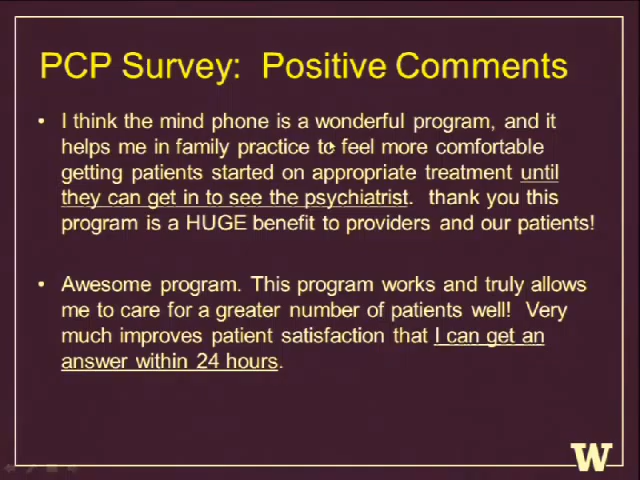 PCP Survey: Positive Comments
• I think the mind phone is a wonderful program, and it
helps me in family practice to feel more comfortable
getting patients started on appropriate treatment until
they can get in to see the psychiatrist. thank you this
program is a HUGE benefit to providers and our patients!
• Awesome program. This program works and truly allows
me to care for a greater number of patients well! Very
much improves patient satisfaction that I can get an
answer within 24 hours.
W